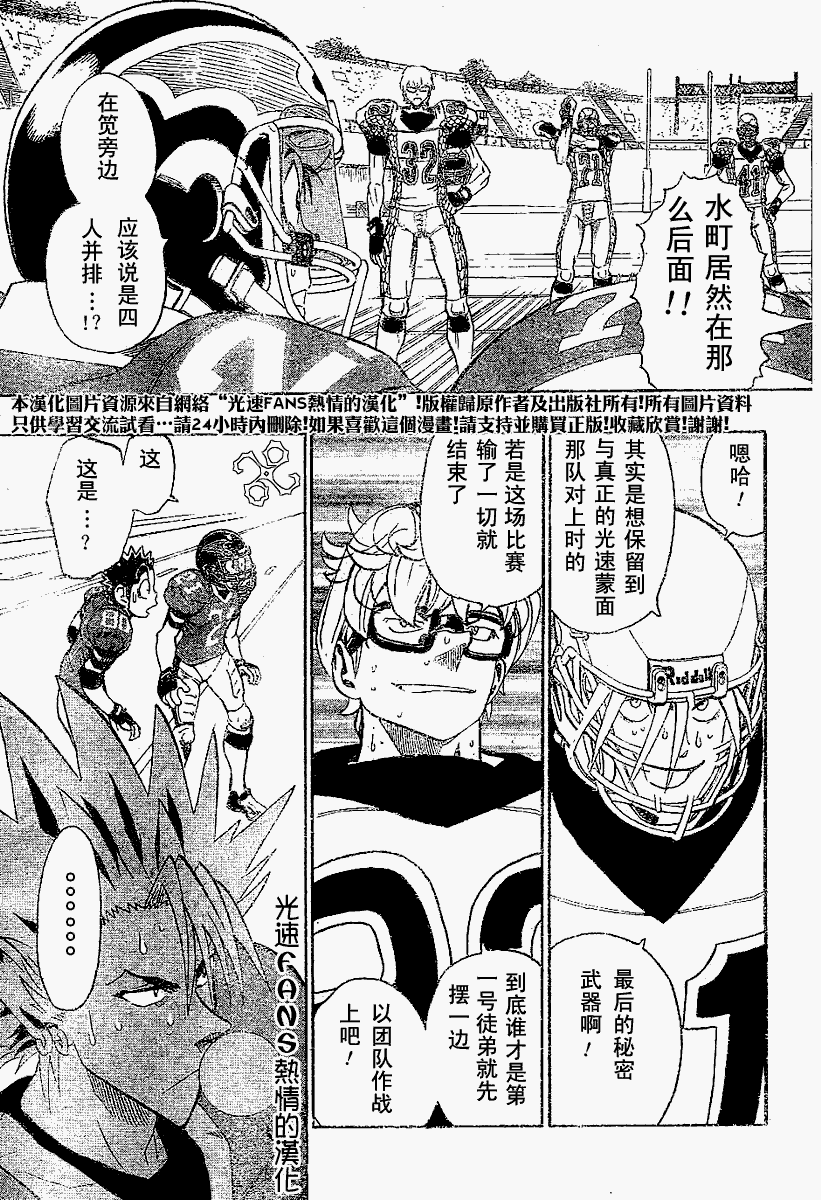 水町居然在那
么后面!!
在笕旁边
应该说是四
人并排…!?
32
21
41
2
本漢化圖片資源來自網絡“光速FANS熱情的漢化”!版權歸原作者及出版社所有!所有圖片資料
只供學習交流試看…請24小時內刪除!如果喜歡這個漫畫!請支持並購買正版!收藏欣賞!謝謝!
嗯哈!
其实是想保留到
与真正的光速蒙面
那队对上时的
Riddell
最后的秘密
武器啊!
1
若是这场比赛
输了一切就
结束了
到底谁才是第
一号徒弟就先
摆一边
以团队作战
上吧!
这
这是…?
80
2
……
光速FANS熱情的漢化